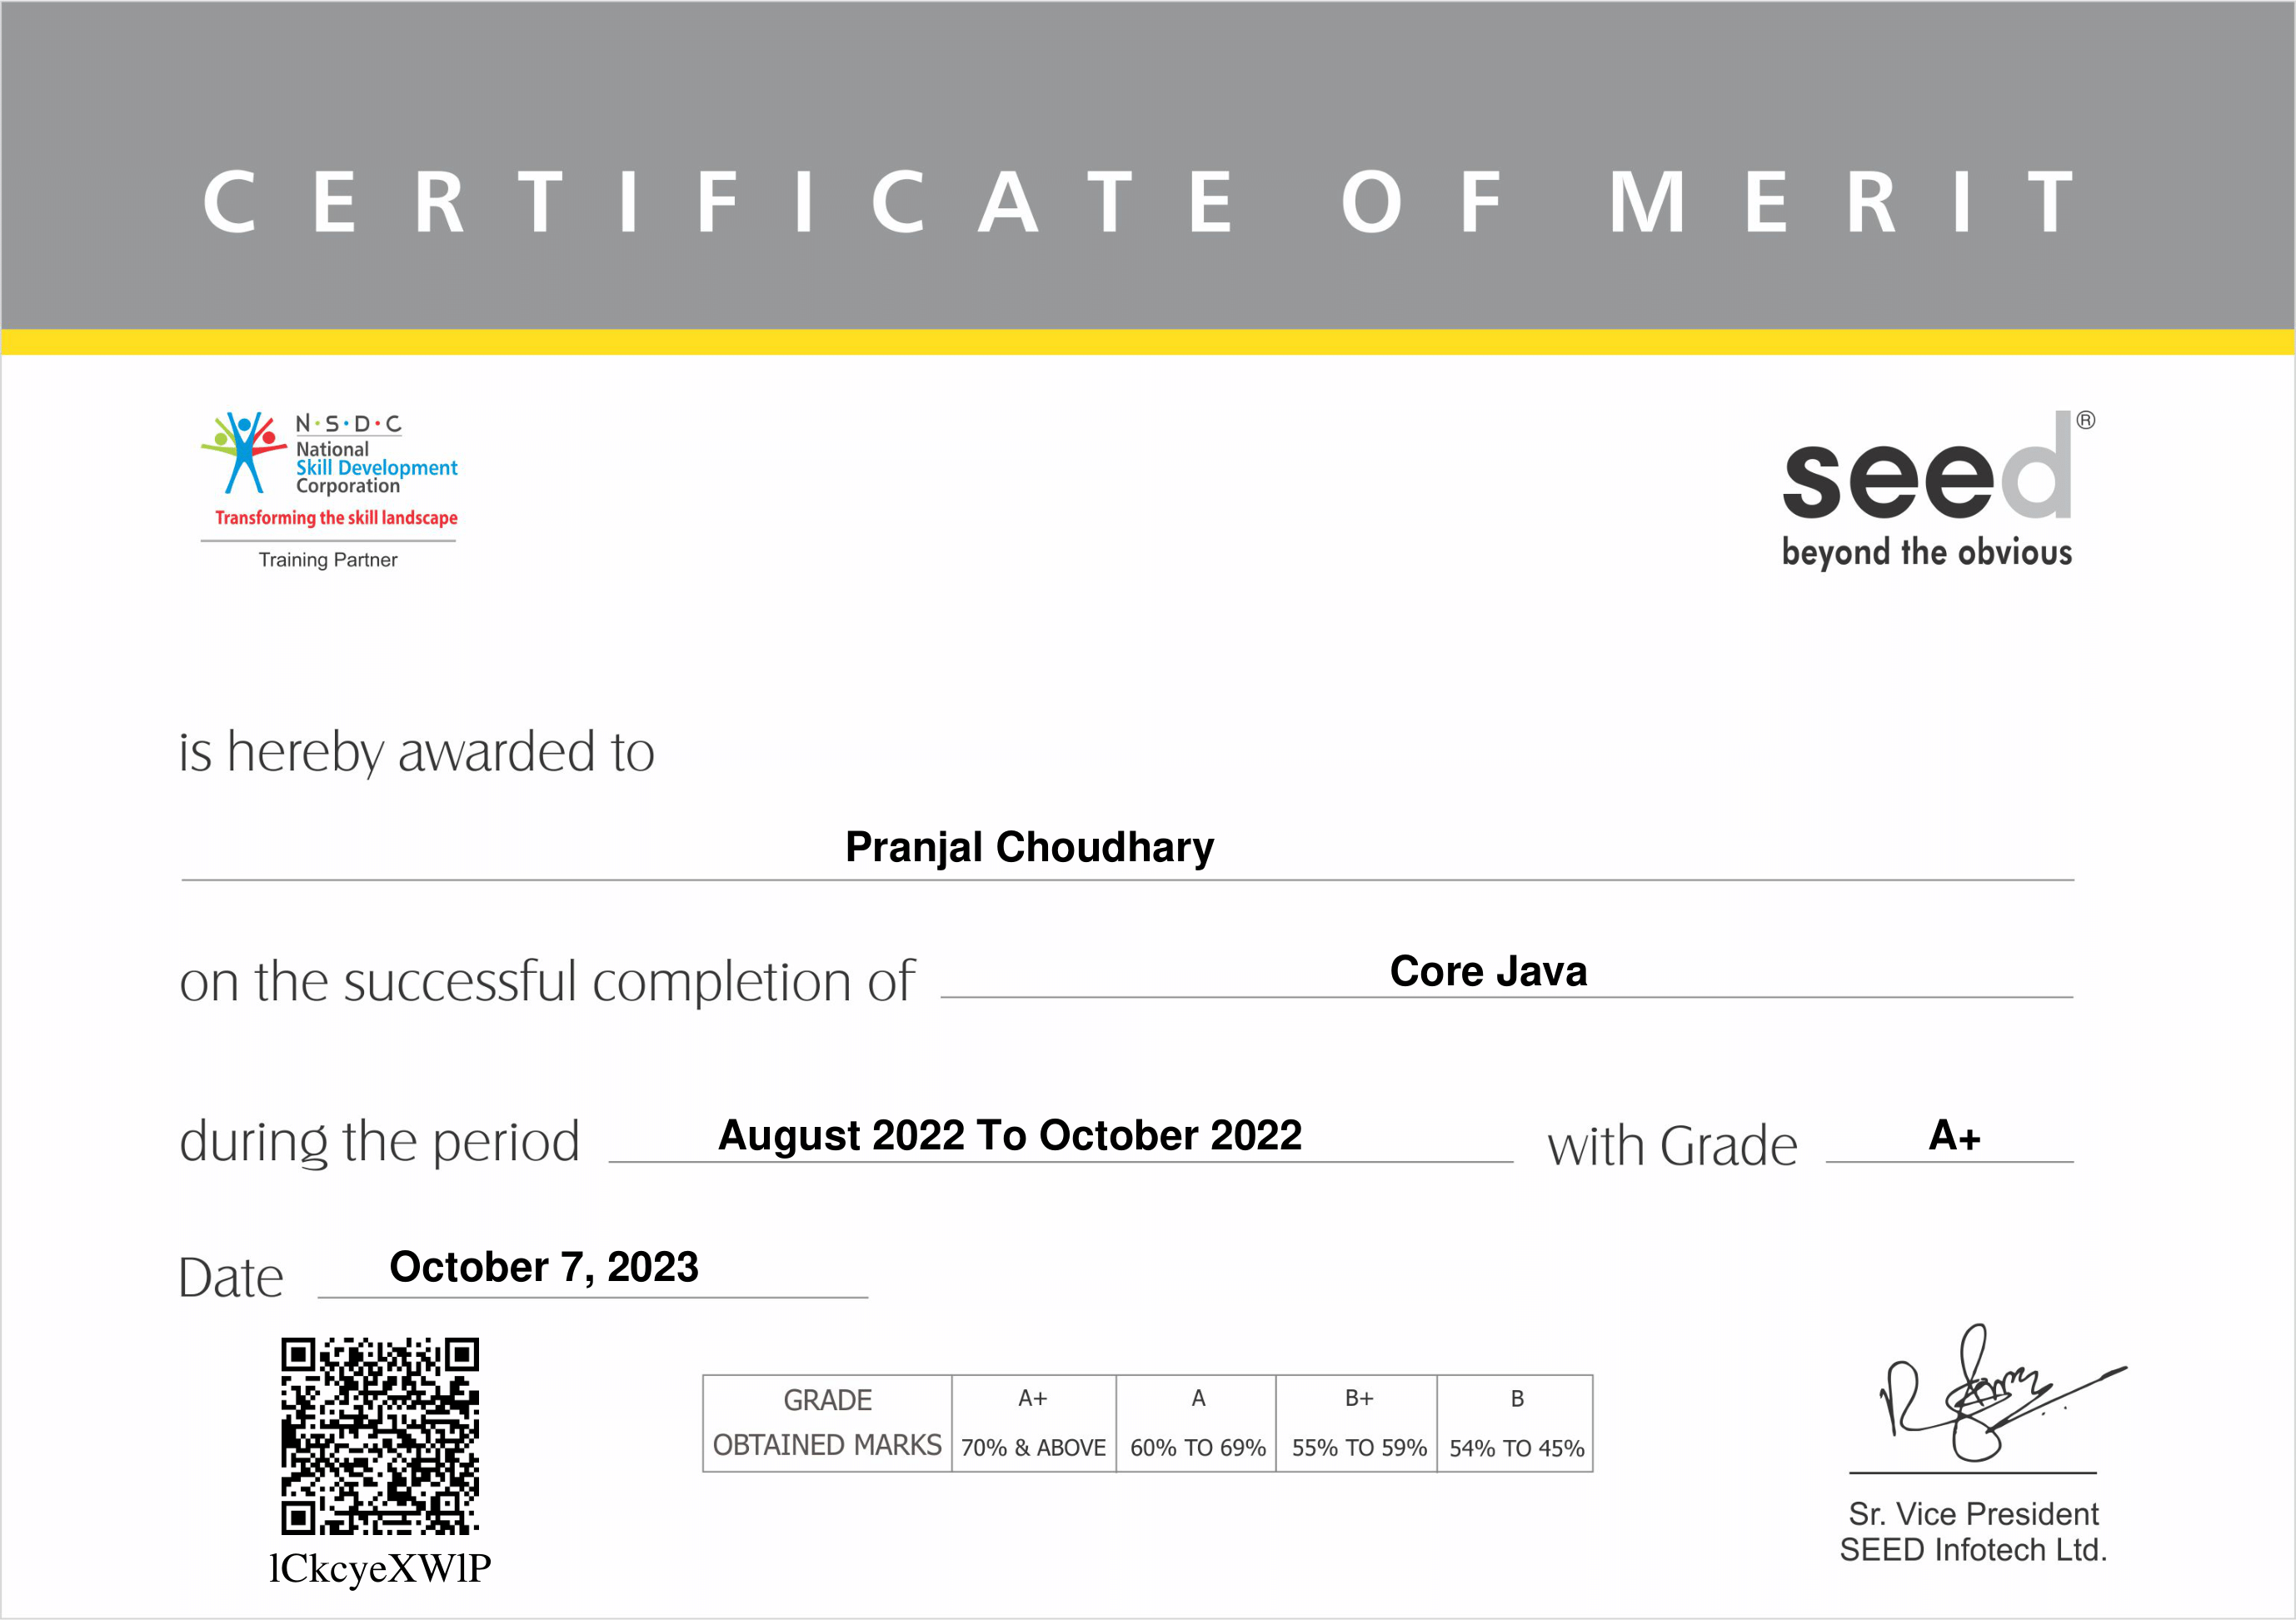 CERTIFICATE OF MERIT
N·S·D·C
National
Skill Development
Corporation
Transforming the skill landscape
Training Partner
seed®
beyond the obvious
is hereby awarded to
Pranjal Choudhary
on the successful completion of Core Java
during the period August 2022 To October 2022 with Grade A+
Date October 7, 2023
GRADE A+ A B+ B
OBTAINED MARKS 70% & ABOVE 60% TO 69% 55% TO 59% 54% TO 45%
lCkcyeXWlP
Sr. Vice President
SEED Infotech Ltd.